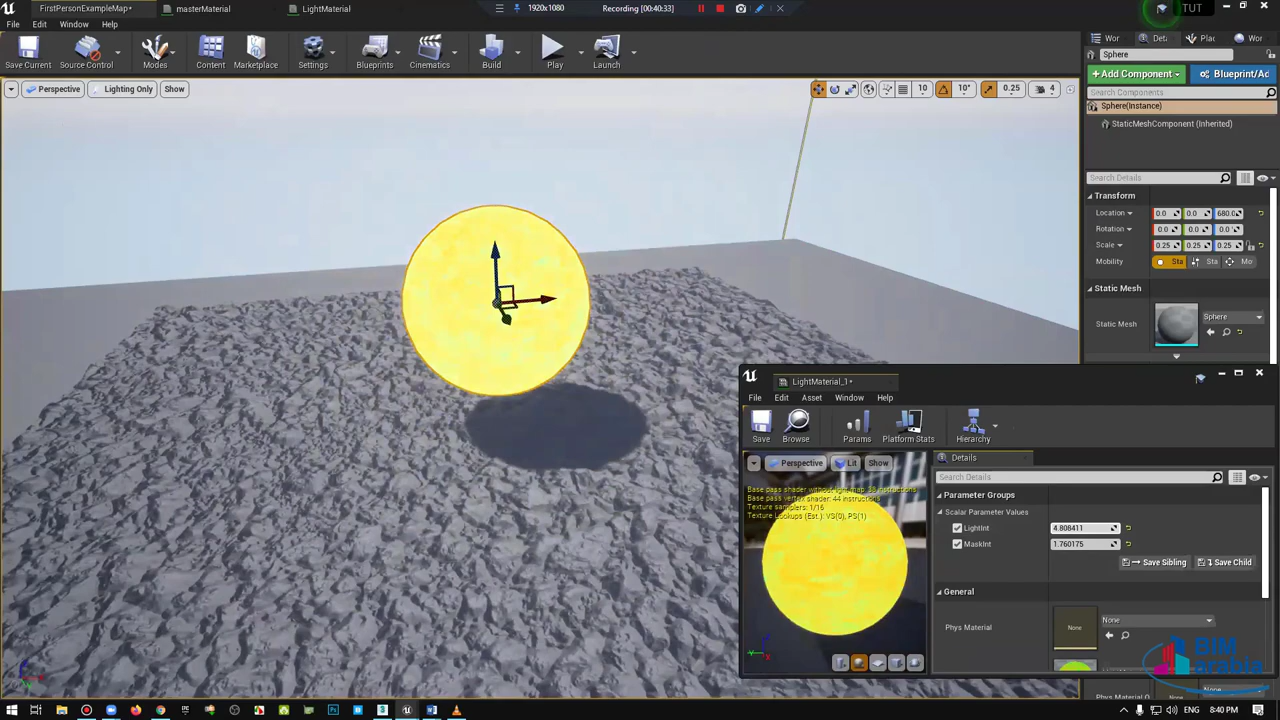 FirstPersonExampleMap*
masterMaterial
LightMaterial
1920x1080
Recording [00:40:33]
TUT
File
Edit
Window
Help
Save Current
Source Control
Modes
Content
Marketplace
Settings
Blueprints
Cinematics
Build
Play
Launch
Wor
Deta
Plac
Wo
Sphere
+Add Component
Blueprint/Ad
Search Components
Sphere(Instance)
StaticMeshComponent (Inherited)
Perspective
Lighting Only
Show
10
10°
0.25
4
Search Details
Transform
Location
0.0
0.0
680.0
Rotation
0.0
0.0
0.0
Scale
0.25
0.25
0.25
Mobility
Sta
Sta
Mo
Static Mesh
Static Mesh
Sphere
LightMaterial_1*
File
Edit
Asset
Window
Help
Save
Browse
Params
Platform Stats
Hierarchy
Perspective
Lit
Show
Base pass shader without light map: 38 instructions
Base pass vertex shader: 44 instructions
Texture samplers: 1/16
Texture Lookups (Est.): VS(0), PS(1)
Details
Search Details
Parameter Groups
Scalar Parameter Values
LightInt
4.808411
MaskInt
1.760175
Save Sibling
Save Child
General
Phys Material
None
None
BIM
arabia
Phys Material O
8:40 PM